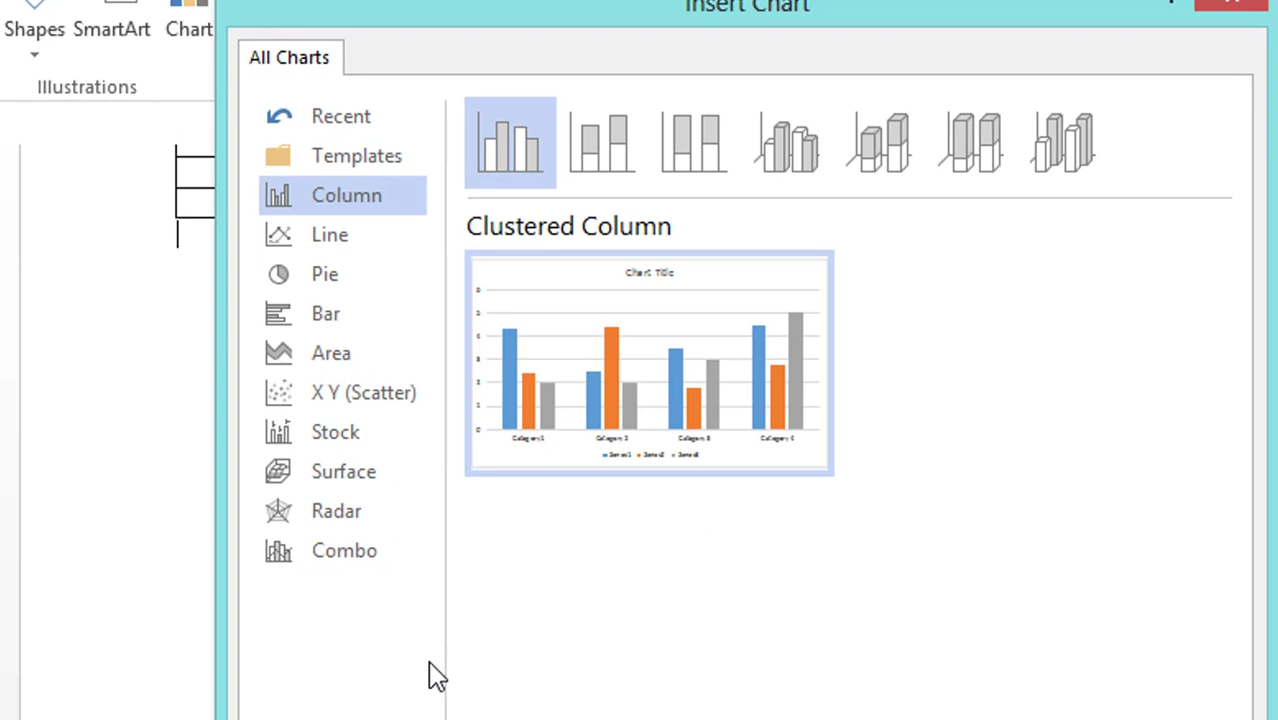 Insert Chart
Shapes SmartArt Chart
Illustrations
All Charts
Recent
Templates
Column
Line
Pie
Bar
Area
X Y (Scatter)
Stock
Surface
Radar
Combo
Clustered Column
Chart Title